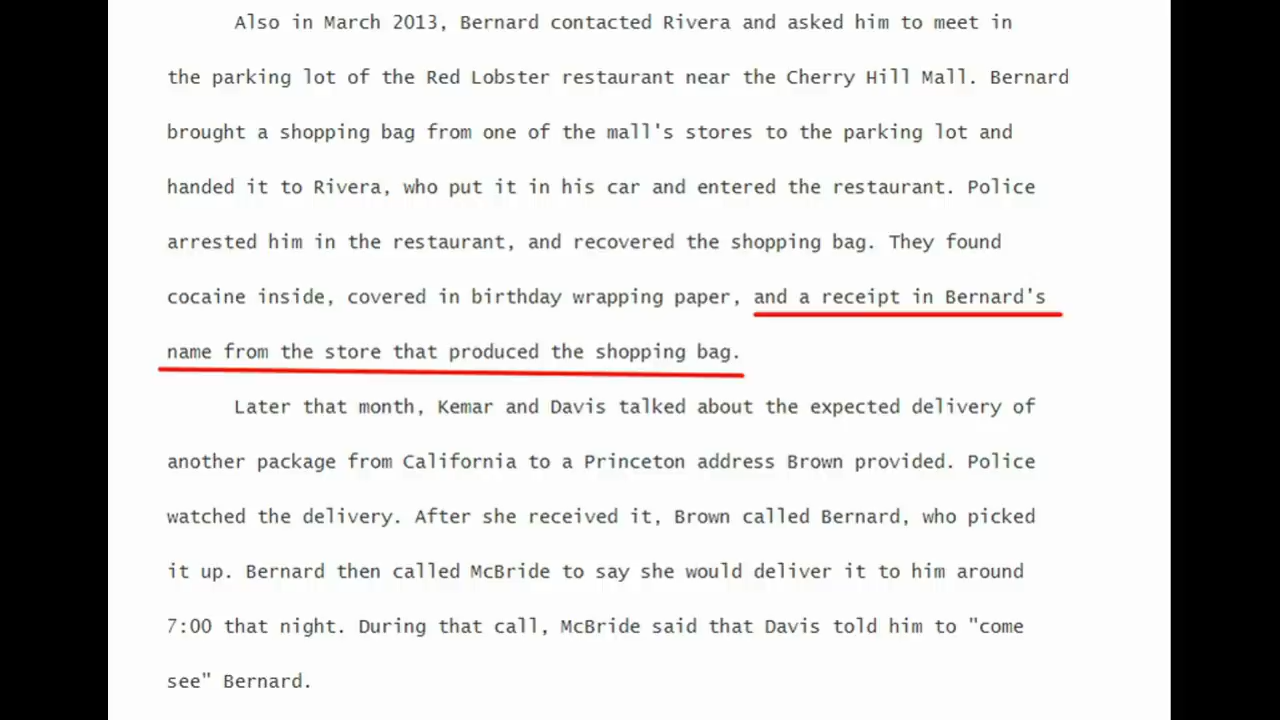 Also in March 2013, Bernard contacted Rivera and asked him to meet in
the parking lot of the Red Lobster restaurant near the Cherry Hill Mall. Bernard
brought a shopping bag from one of the mall's stores to the parking lot and
handed it to Rivera, who put it in his car and entered the restaurant. Police
arrested him in the restaurant, and recovered the shopping bag. They found
cocaine inside, covered in birthday wrapping paper, and a receipt in Bernard's
name from the store that produced the shopping bag.
Later that month, Kemar and Davis talked about the expected delivery of
another package from California to a Princeton address Brown provided. Police
watched the delivery. After she received it, Brown called Bernard, who picked
it up. Bernard then called McBride to say she would deliver it to him around
7:00 that night. During that call, McBride said that Davis told him to "come
see" Bernard.